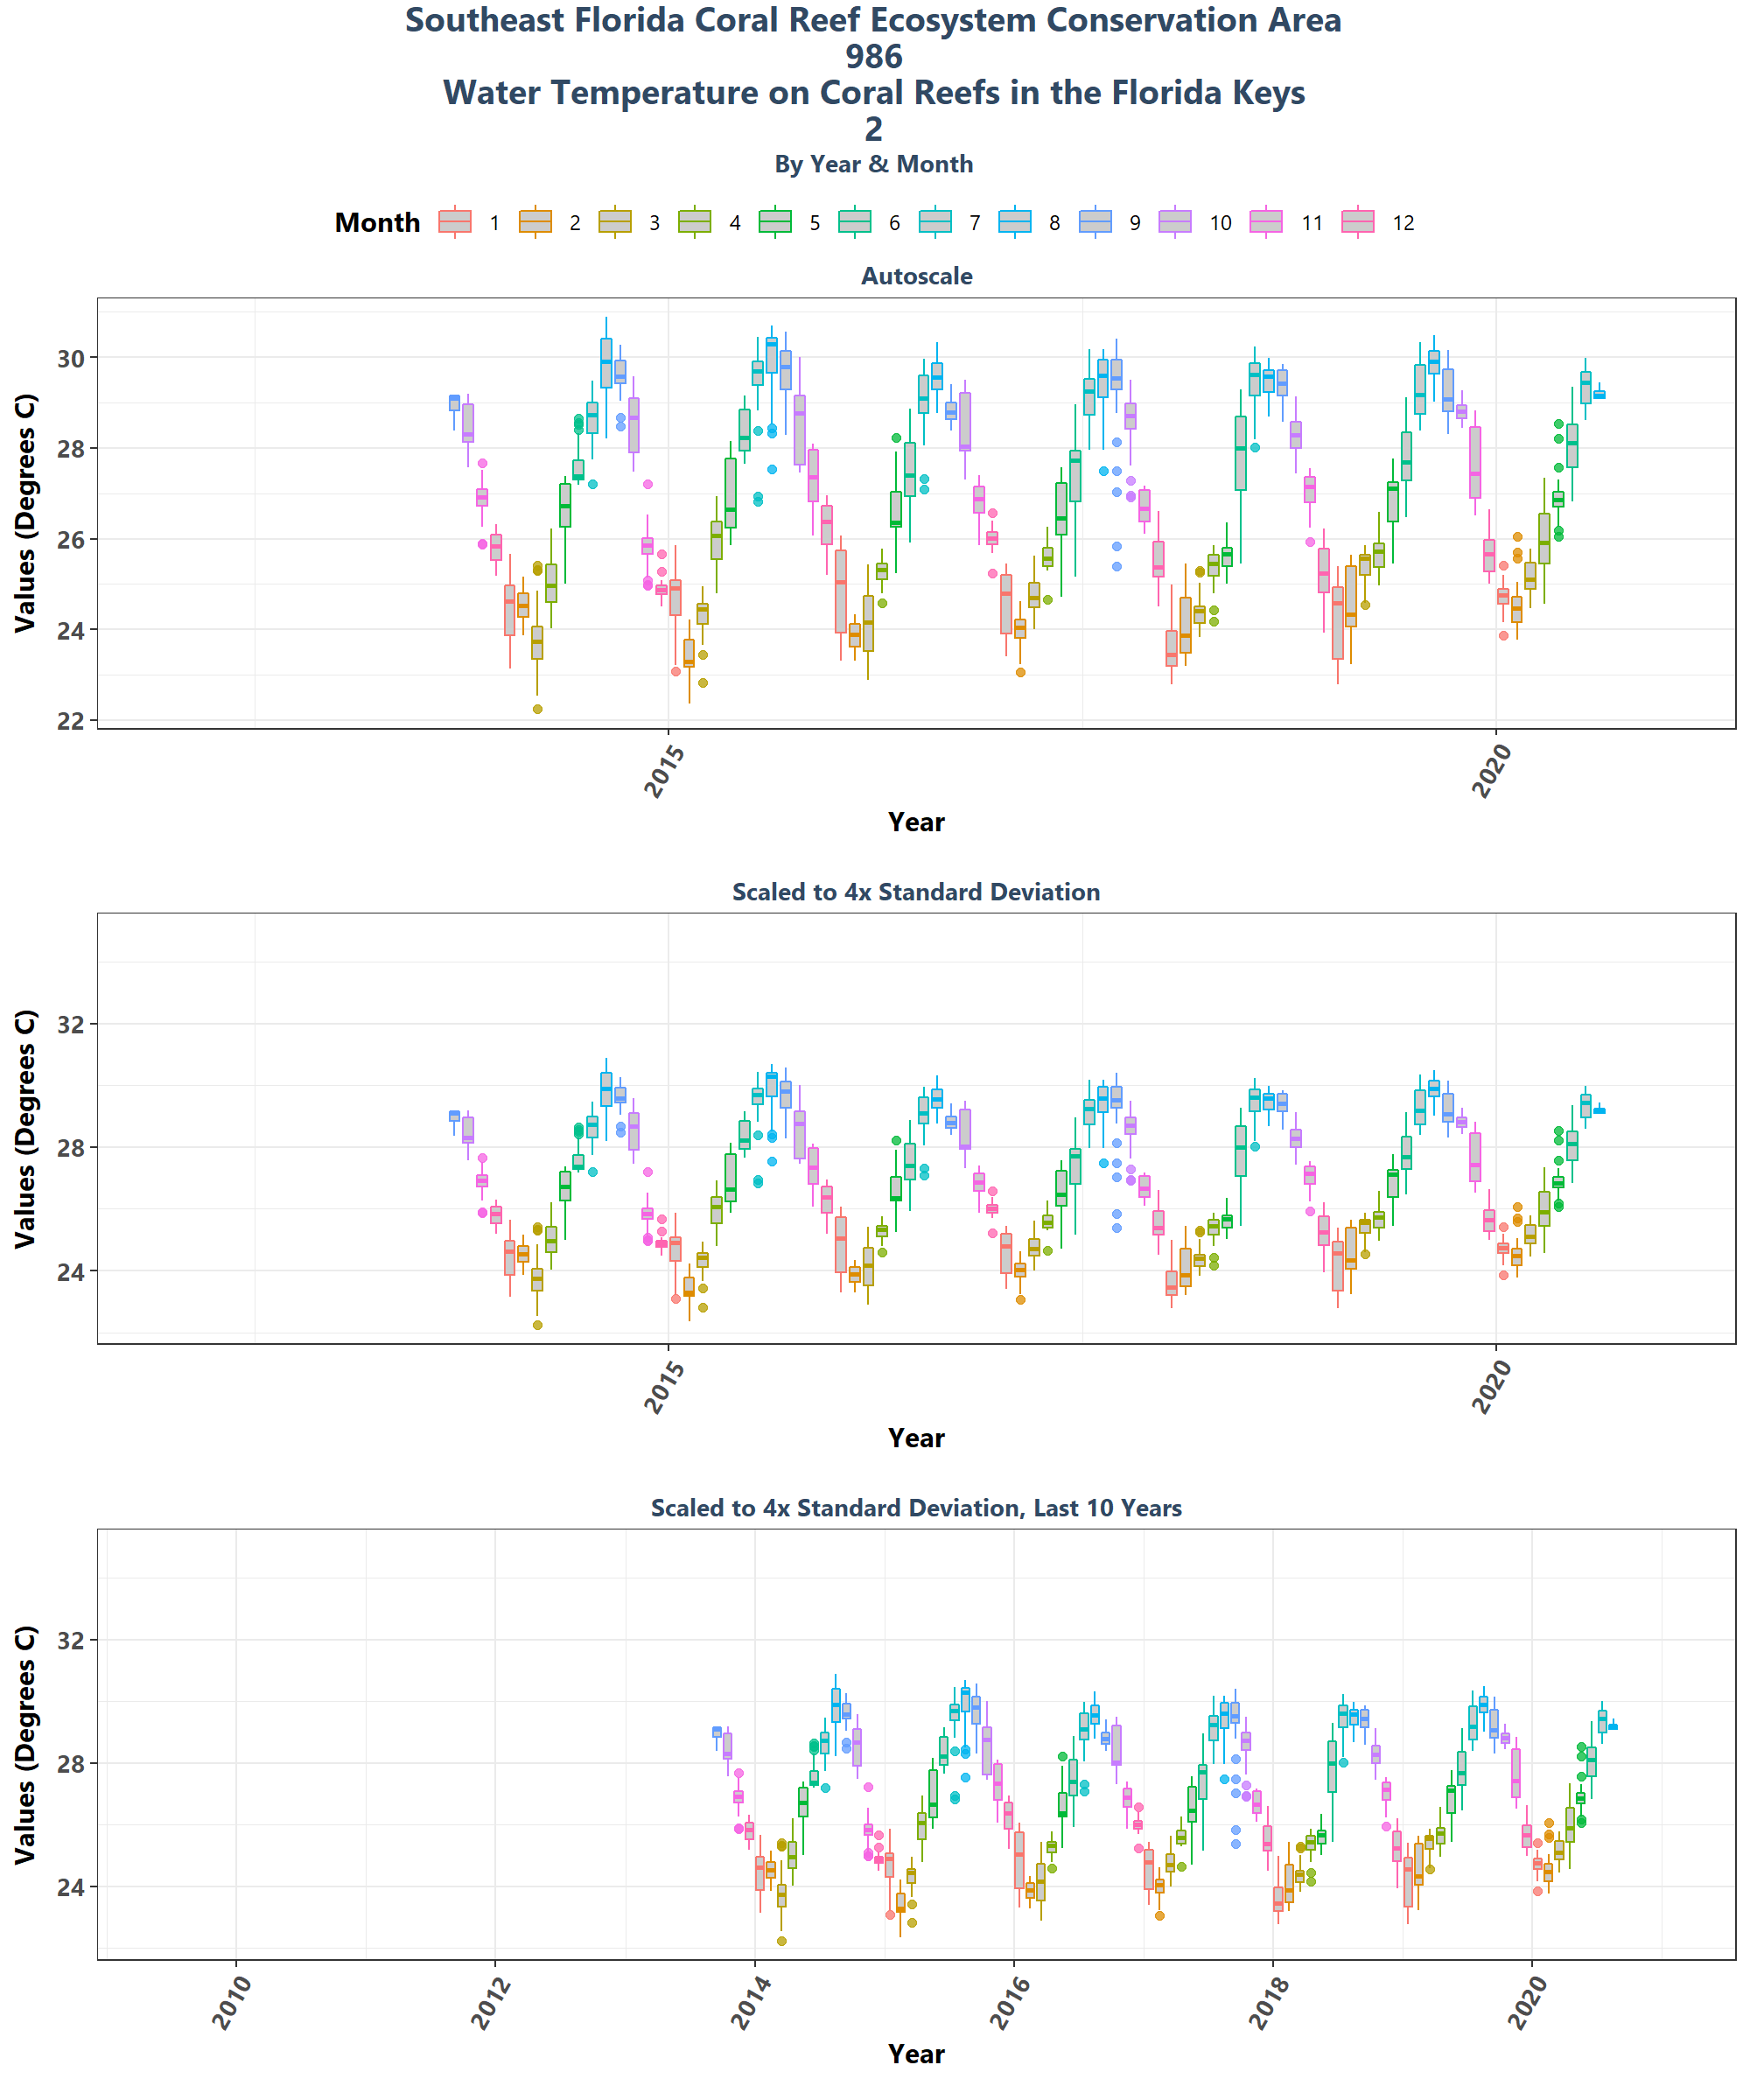 Southeast Florida Coral Reef Ecosystem Conservation Area
986
Water Temperature on Coral Reefs in the Florida Keys
2
By Year & Month
Month 1 2 3 4 5 6 7 8 9 10 11 12
Autoscale
Values (Degrees C)
30
28
26
24
22
2015 2020
Year
Scaled to 4x Standard Deviation
Values (Degrees C)
32
28
24
2015 2020
Year
Scaled to 4x Standard Deviation, Last 10 Years
Values (Degrees C)
32
28
24
2010 2012 2014 2016 2018 2020
Year